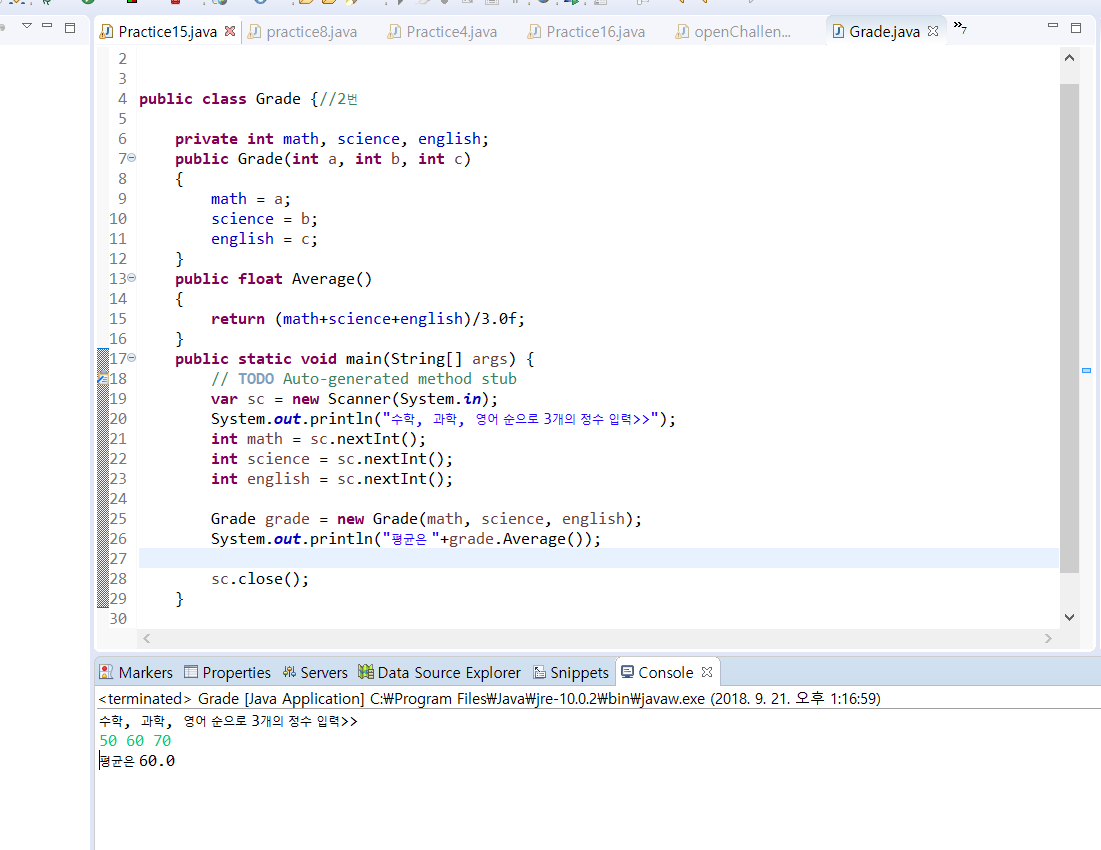 Practice15.java practice8.java Practice4.java Practice16.java openChallen... Grade.java »7
2
3
4 public class Grade {//2번
5
6     private int math, science, english;
7     public Grade(int a, int b, int c)
8     {
9         math = a;
10         science = b;
11         english = c;
12     }
13     public float Average()
14     {
15         return (math+science+english)/3.0f;
16     }
17     public static void main(String[] args) {
18         // TODO Auto-generated method stub
19         var sc = new Scanner(System.in);
20         System.out.println("수학, 과학, 영어 순으로 3개의 정수 입력>>");
21         int math = sc.nextInt();
22         int science = sc.nextInt();
23         int english = sc.nextInt();
24
25         Grade grade = new Grade(math, science, english);
26         System.out.println("평균은 "+grade.Average());
27
28         sc.close();
29     }
30
Markers Properties Servers Data Source Explorer Snippets Console
<terminated> Grade [Java Application] C:₩Program Files₩Java₩jre-10.0.2₩bin₩javaw.exe (2018. 9. 21. 오후 1:16:59)
수학, 과학, 영어 순으로 3개의 정수 입력>>
50 60 70
평균은 60.0